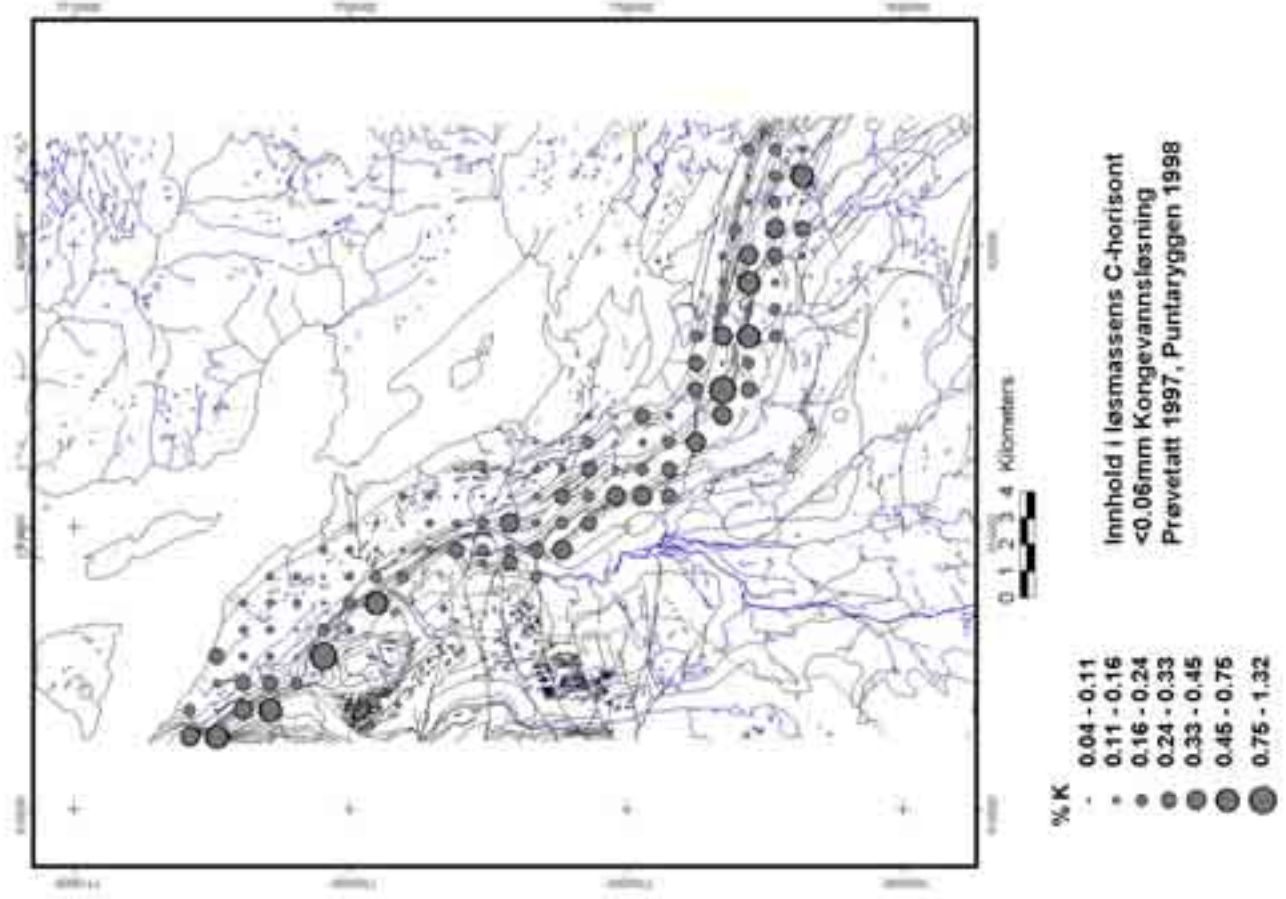 0 1 2 3 4 Kilometers
% K
0.04 - 0.11
0.11 - 0.16
0.16 - 0.24
0.24 - 0.33
0.33 - 0.45
0.45 - 0.75
0.75 - 1.32
Innhold i løsmassens C-horisont
<0.06mm Kongevannsløsning
Prøvetatt 1997, Puntaryggen 1998